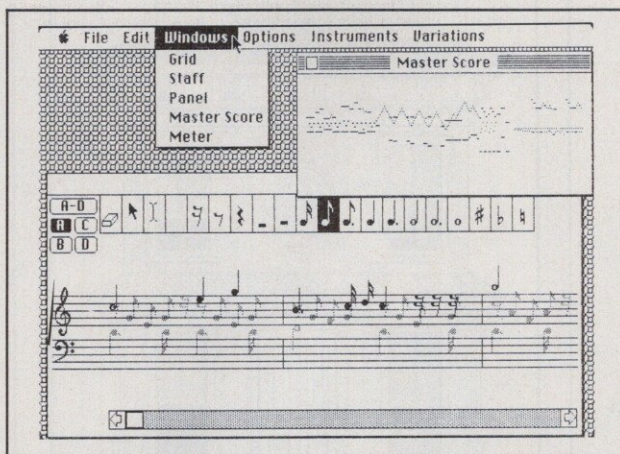 File Edit Windows Options Instruments Variations
Grid
Staff
Panel
Master Score
Meter
Master Score
A-D
A C
B D